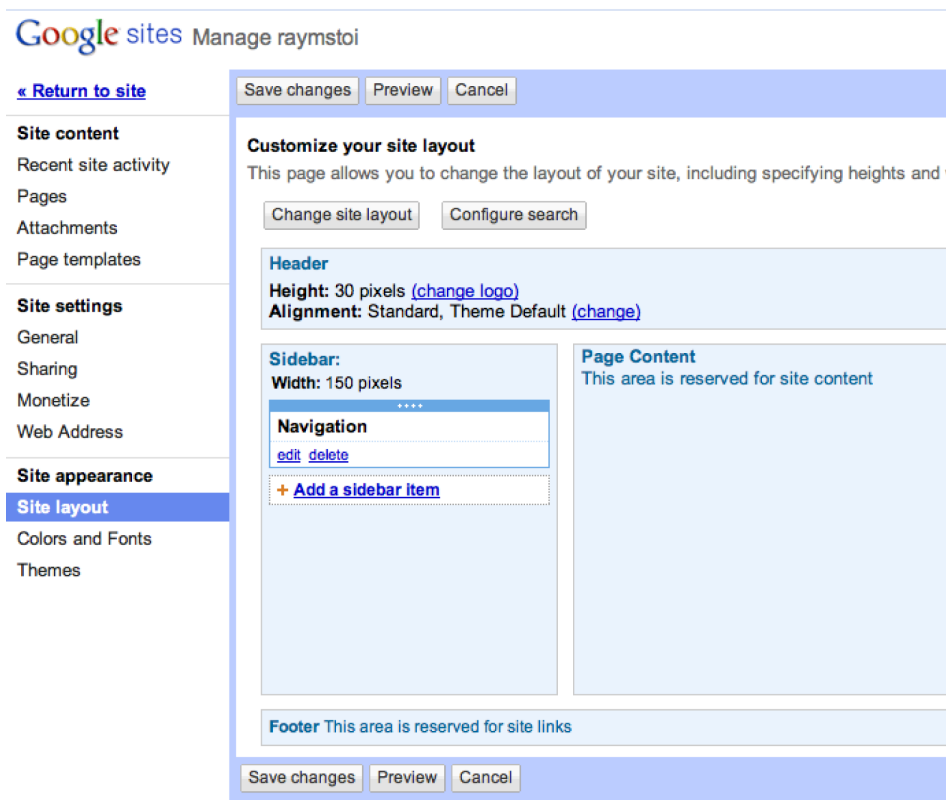 Google sites Manage raymstoi
« Return to site
Site content
Recent site activity
Pages
Attachments
Page templates
Site settings
General
Sharing
Monetize
Web Address
Site appearance
Site layout
Colors and Fonts
Themes
Save changes Preview Cancel
Customize your site layout
This page allows you to change the layout of your site, including specifying heights and
Change site layout Configure search
Header
Height: 30 pixels (change logo)
Alignment: Standard, Theme Default (change)
Sidebar:
Width: 150 pixels
Navigation
edit delete
+ Add a sidebar item
Page Content
This area is reserved for site content
Footer This area is reserved for site links
Save changes Preview Cancel